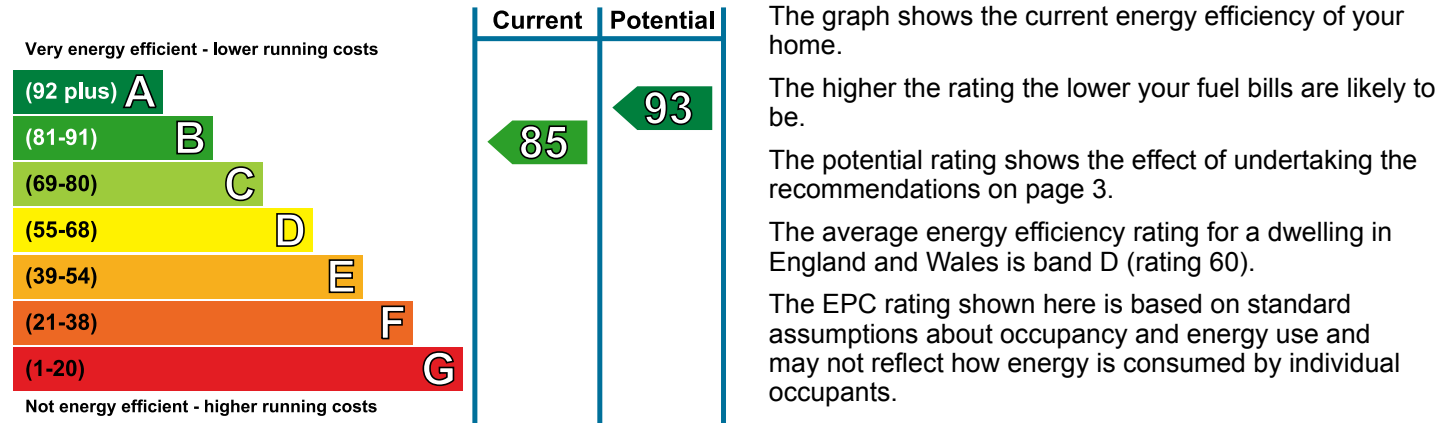 Current Potential
Very energy efficient - lower running costs
(92 plus) A
(81-91) B
(69-80) C
(55-68) D
(39-54) E
(21-38) F
(1-20) G
Not energy efficient - higher running costs
85
93
The graph shows the current energy efficiency of your
home.
The higher the rating the lower your fuel bills are likely to
be.
The potential rating shows the effect of undertaking the
recommendations on page 3.
The average energy efficiency rating for a dwelling in
England and Wales is band D (rating 60).
The EPC rating shown here is based on standard
assumptions about occupancy and energy use and
may not reflect how energy is consumed by individual
occupants.